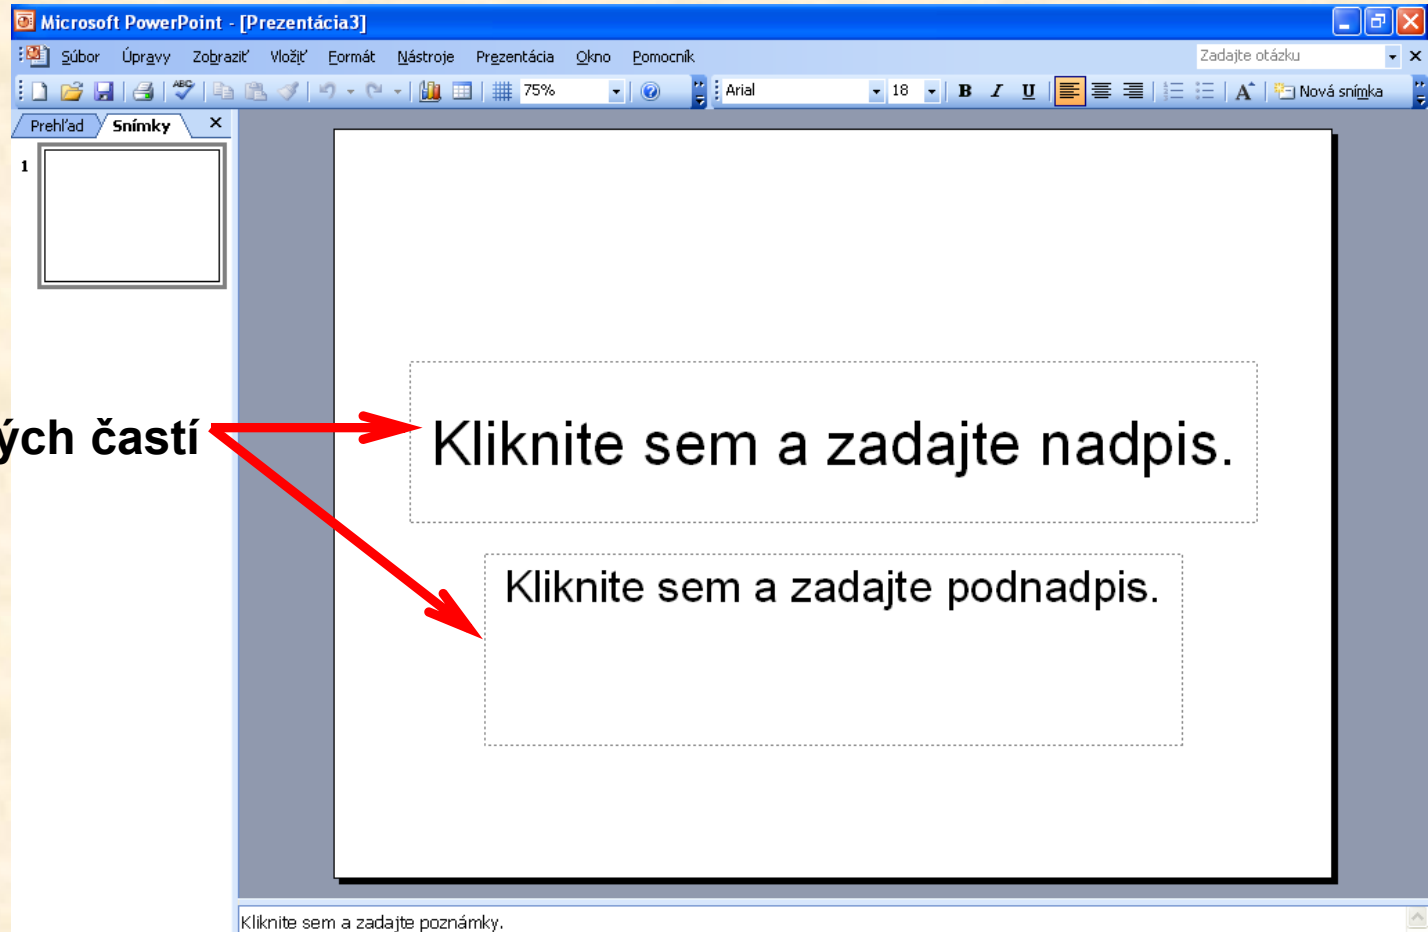 Microsoft PowerPoint - [Prezentácia3]
Súbor Úpravy Zobraziť Vložiť Formát Nástroje Prezentácia Okno Pomocník Zadajte otázku
75% Arial 18 B I U A Nová snímka
Prehľad Snímky
1
ých častí
Kliknite sem a zadajte nadpis.
Kliknite sem a zadajte podnadpis.
Kliknite sem a zadajte poznámky.